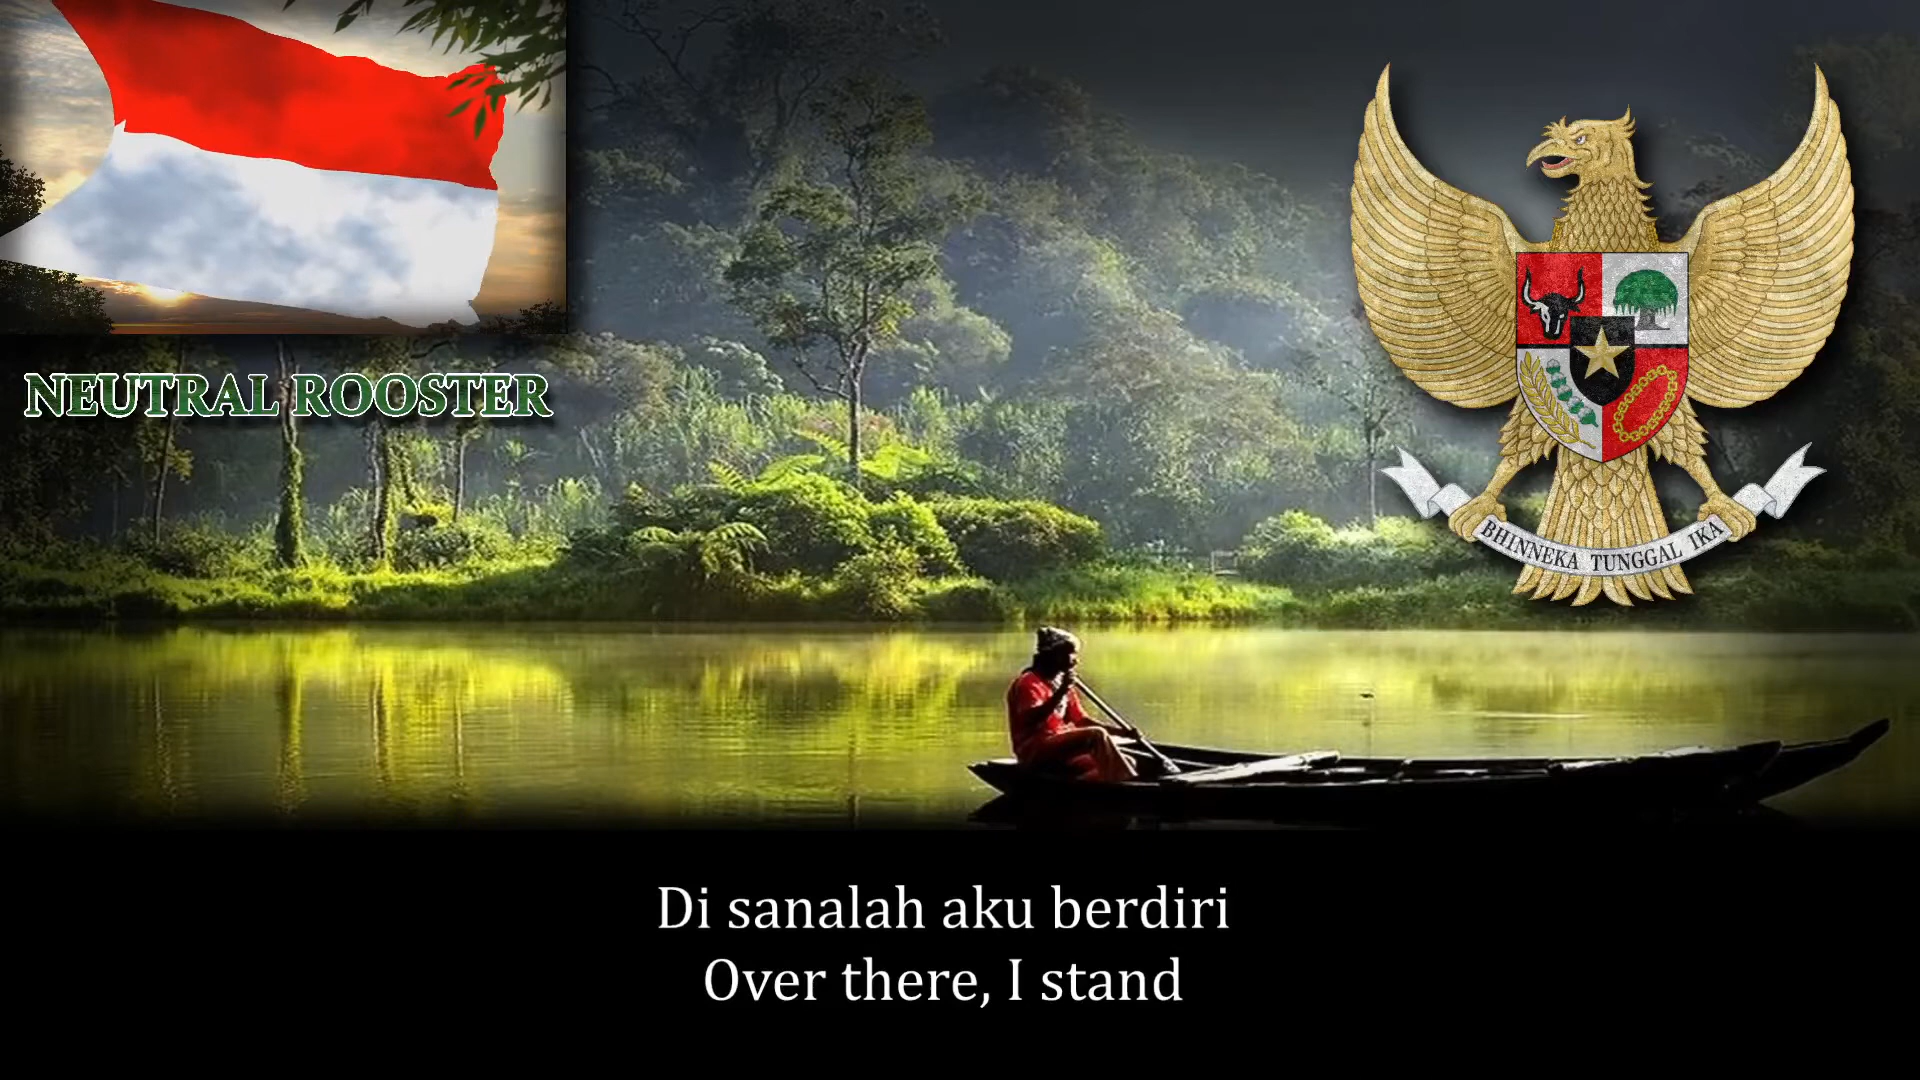 NEUTRAL ROOSTER
BHINNEKA TUNGGAL IKA
Di sanalah aku berdiri
Over there, I stand